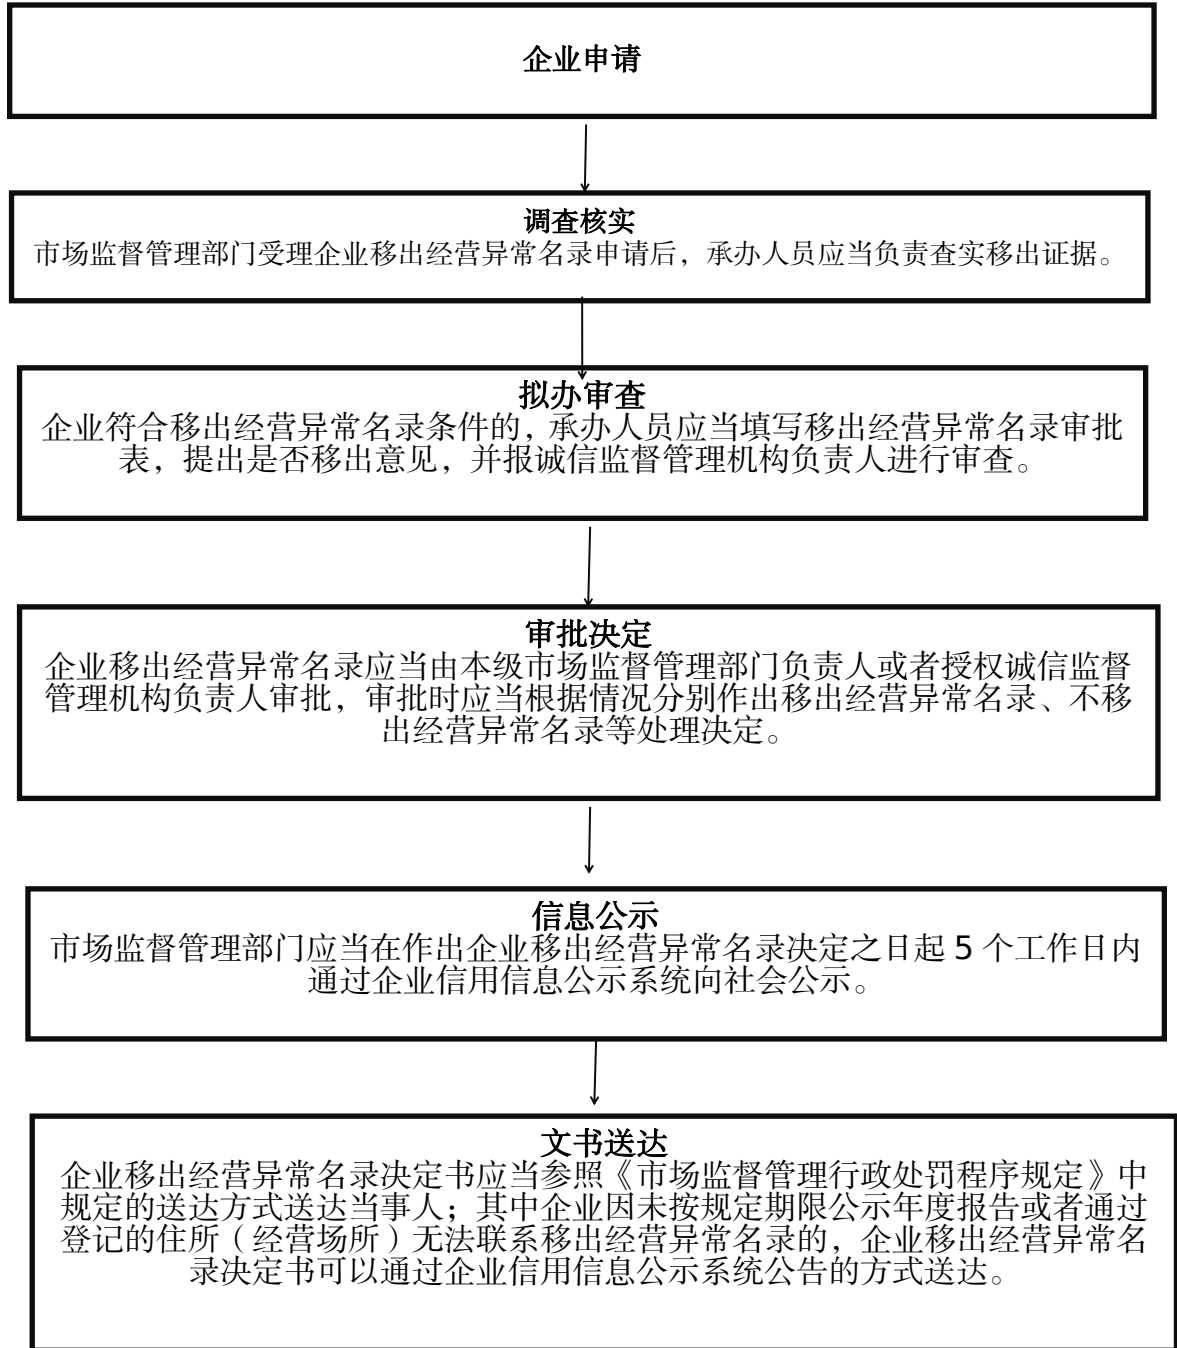 企业申请
调查核实
市场监督管理部门受理企业移出经营异常名录申请后，承办人员应当负责查实移出证据。
拟办审查
企业符合移出经营异常名录条件的，承办人员应当填写移出经营异常名录审批
表，提出是否移出意见，并报诚信监督管理机构负责人进行审查。
审批决定
企业移出经营异常名录应当由本级市场监督管理部门负责人或者授权诚信监督
管理机构负责人审批，审批时应当根据情况分别作出移出经营异常名录、不移
出经营异常名录等处理决定。
信息公示
市场监督管理部门应当在作出企业移出经营异常名录决定之日起 5 个工作日内
通过企业信用信息公示系统向社会公示。
文书送达
企业移出经营异常名录决定书应当参照《市场监督管理行政处罚程序规定》中
规定的送达方式送达当事人；其中企业因未按规定期限公示年度报告或者通过
登记的住所（经营场所）无法联系移出经营异常名录的，企业移出经营异常名
录决定书可以通过企业信用信息公示系统公告的方式送达。